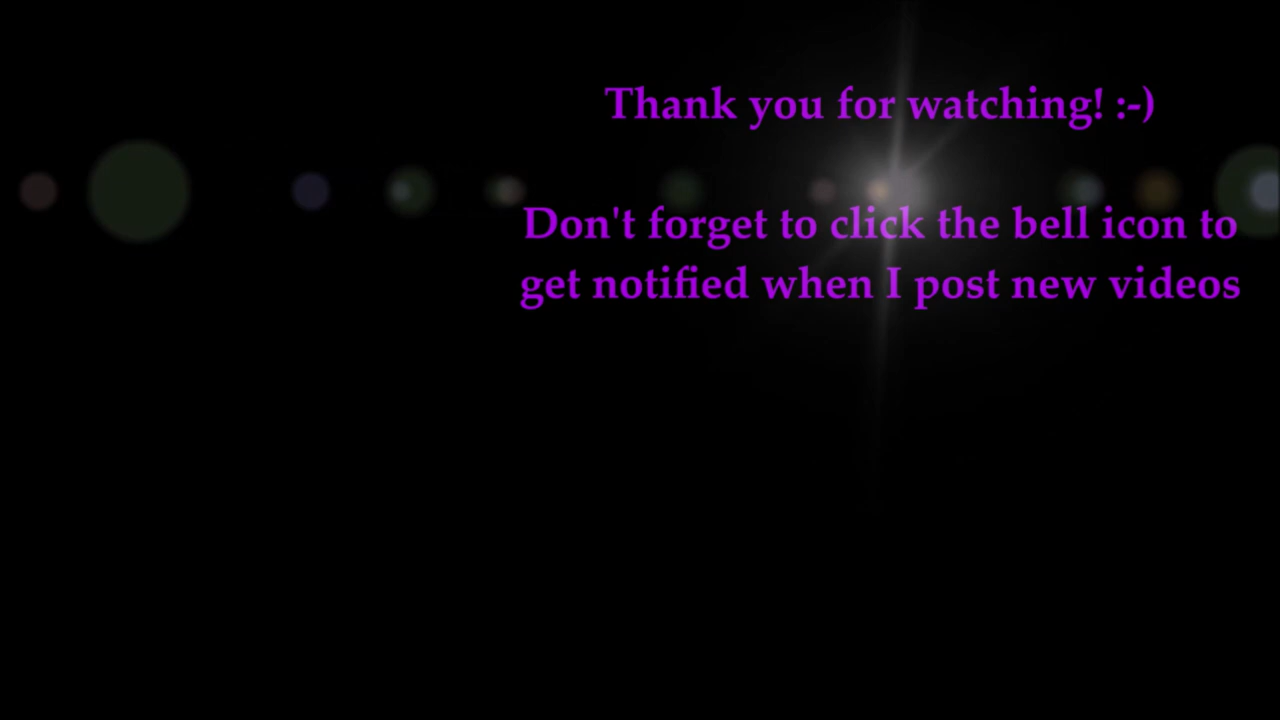 Thank you for watching! :-)
Don't forget to click the bell icon to
get notified when I post new videos